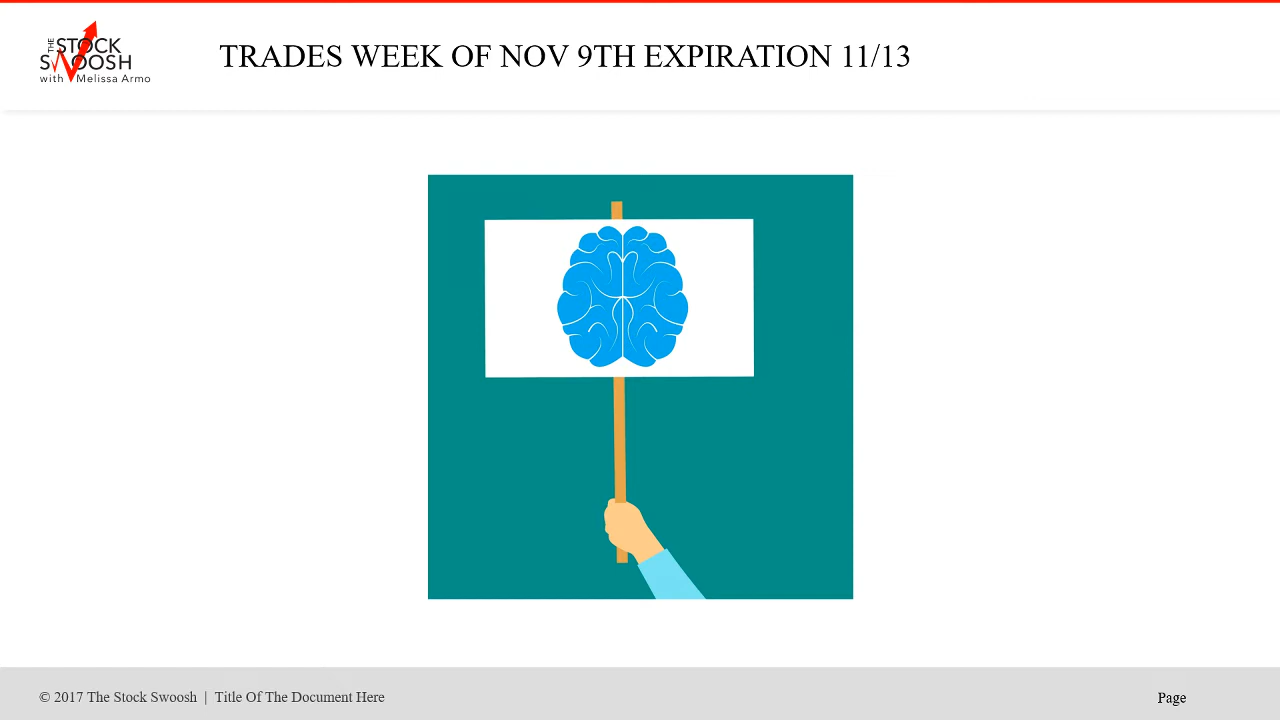 THE STOCK
SWOOSH
with Melissa Armo
TRADES WEEK OF NOV 9TH EXPIRATION 11/13
© 2017 The Stock Swoosh | Title Of The Document Here
Page